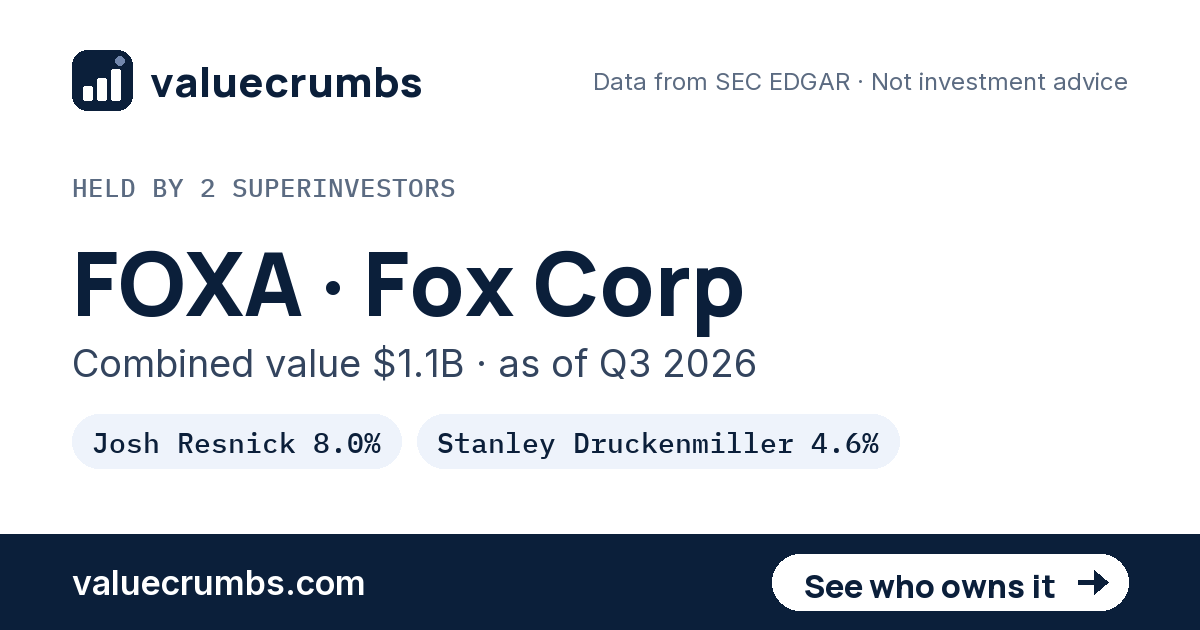 valuecrumbs
Data from SEC EDGAR · Not investment advice
HELD BY 2 SUPERINVESTORS
FOXA · Fox Corp
Combined value $1.1B · as of Q3 2026
Josh Resnick 8.0%
Stanley Druckenmiller 4.6%
valuecrumbs.com
See who owns it →